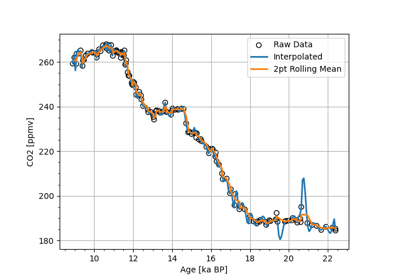 Raw Data
Interpolated
2pt Rolling Mean
260
240
220
200
180
CO2 [ppmv]
10 12 14 16 18 20 22
Age [ka BP]